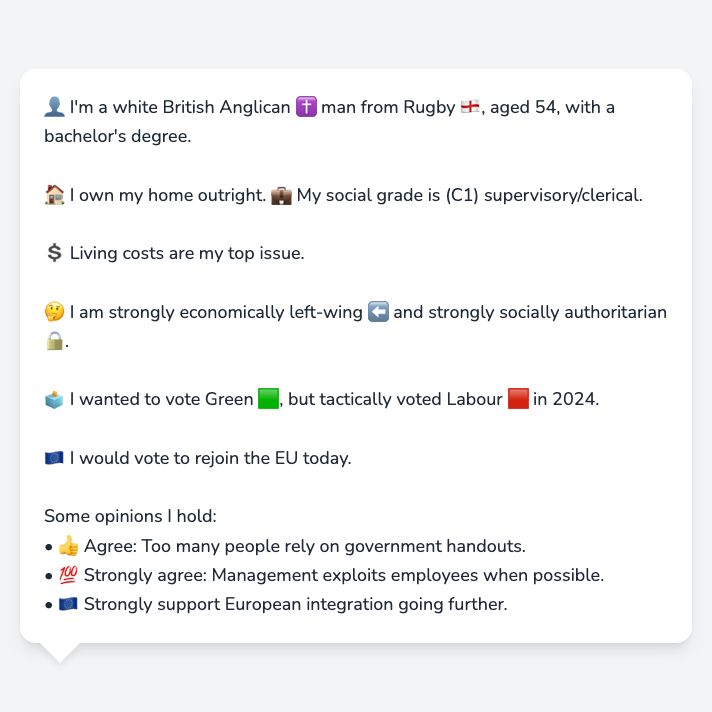 👤 I'm a white British Anglican ✝️ man from Rugby 🏴󠁧󠁢󠁥󠁮󠁧󠁿, aged 54, with a
bachelor's degree.
🏠 I own my home outright. 💼 My social grade is (C1) supervisory/clerical.
💲 Living costs are my top issue.
🤔 I am strongly economically left-wing ⬅️ and strongly socially authoritarian
🔒.
🗳️ I wanted to vote Green 🟩, but tactically voted Labour 🟥 in 2024.
🇪🇺 I would vote to rejoin the EU today.
Some opinions I hold:
• 👍 Agree: Too many people rely on government handouts.
• 💯 Strongly agree: Management exploits employees when possible.
• 🇪🇺 Strongly support European integration going further.